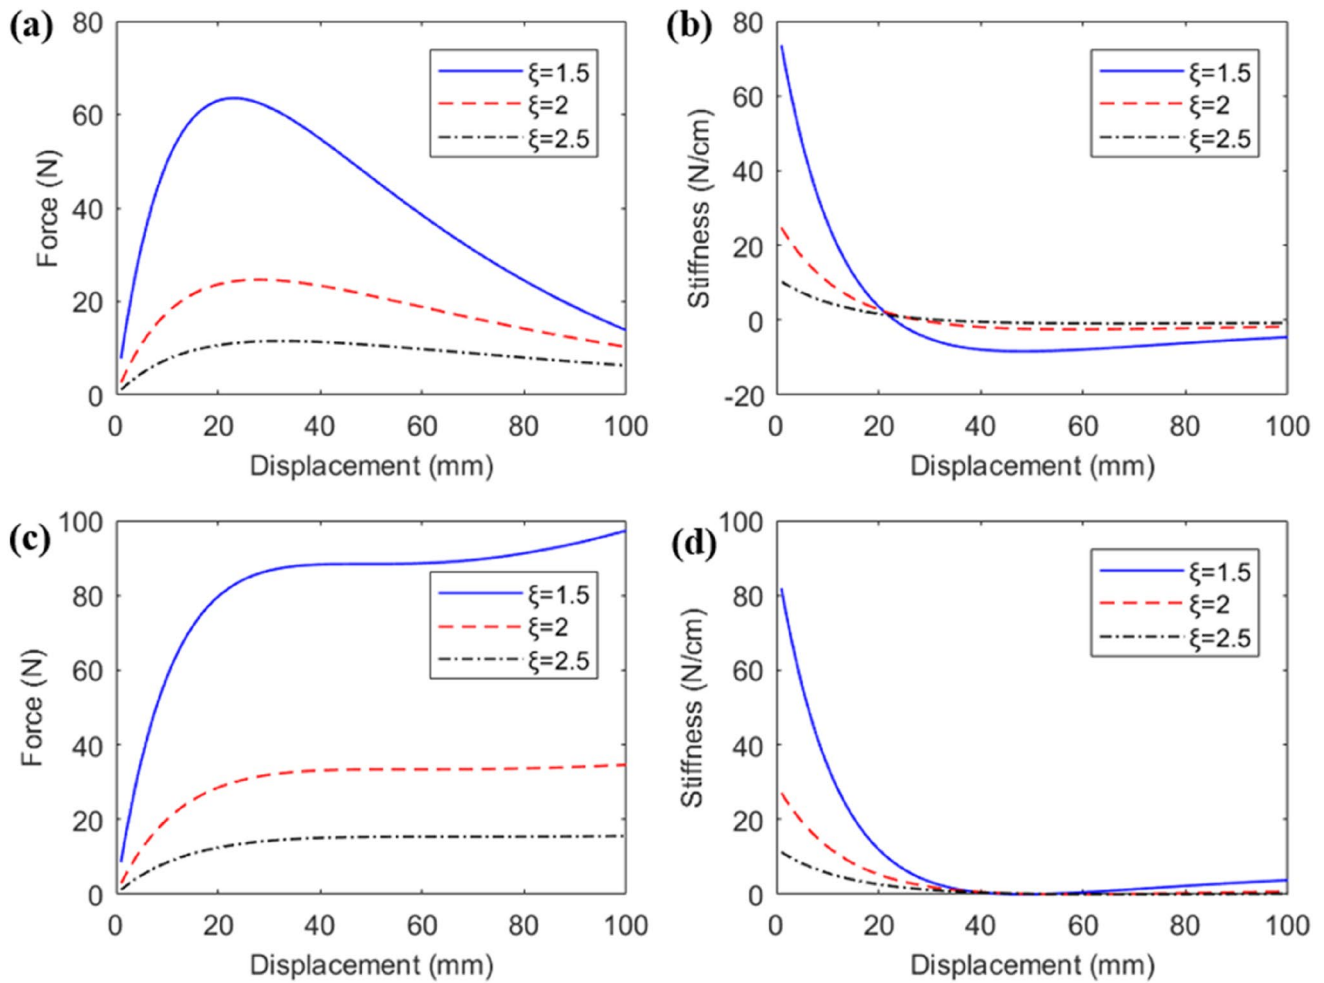 (a)
80
60
40
20
0
Force (N)
ξ=1.5
ξ=2
ξ=2.5
0 20 40 60 80 100
Displacement (mm)
(b)
80
60
40
20
0
-20
Stiffness (N/cm)
ξ=1.5
ξ=2
ξ=2.5
0 20 40 60 80 100
Displacement (mm)
(c)
100
80
60
40
20
0
Force (N)
ξ=1.5
ξ=2
ξ=2.5
0 20 40 60 80 100
Displacement (mm)
(d)
100
80
60
40
20
0
Stiffness (N/cm)
ξ=1.5
ξ=2
ξ=2.5
0 20 40 60 80 100
Displacement (mm)